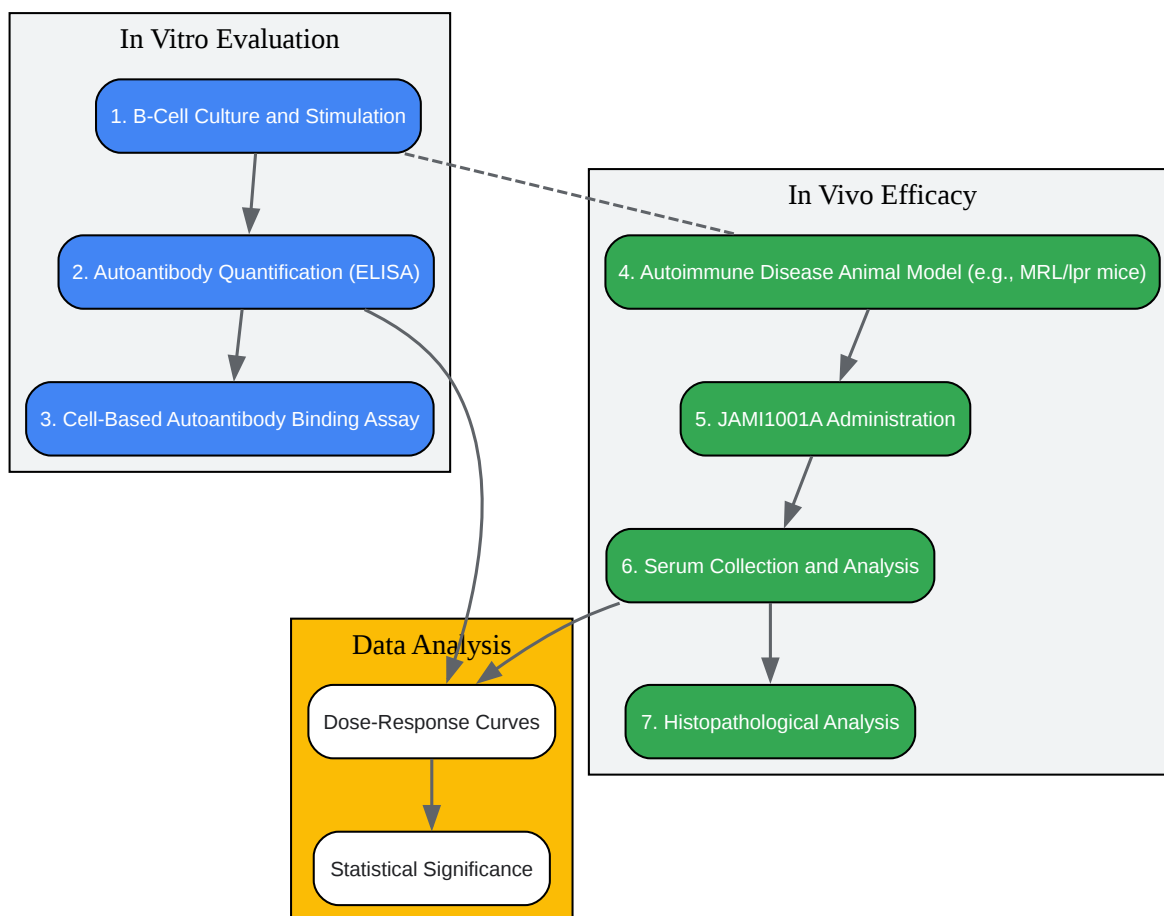 In Vitro Evaluation
1. B-Cell Culture and Stimulation
2. Autoantibody Quantification (ELISA)
3. Cell-Based Autoantibody Binding Assay
In Vivo Efficacy
4. Autoimmune Disease Animal Model (e.g., MRL/lpr mice)
5. JAMI1001A Administration
6. Serum Collection and Analysis
7. Histopathological Analysis
Data Analysis
Dose-Response Curves
Statistical Significance